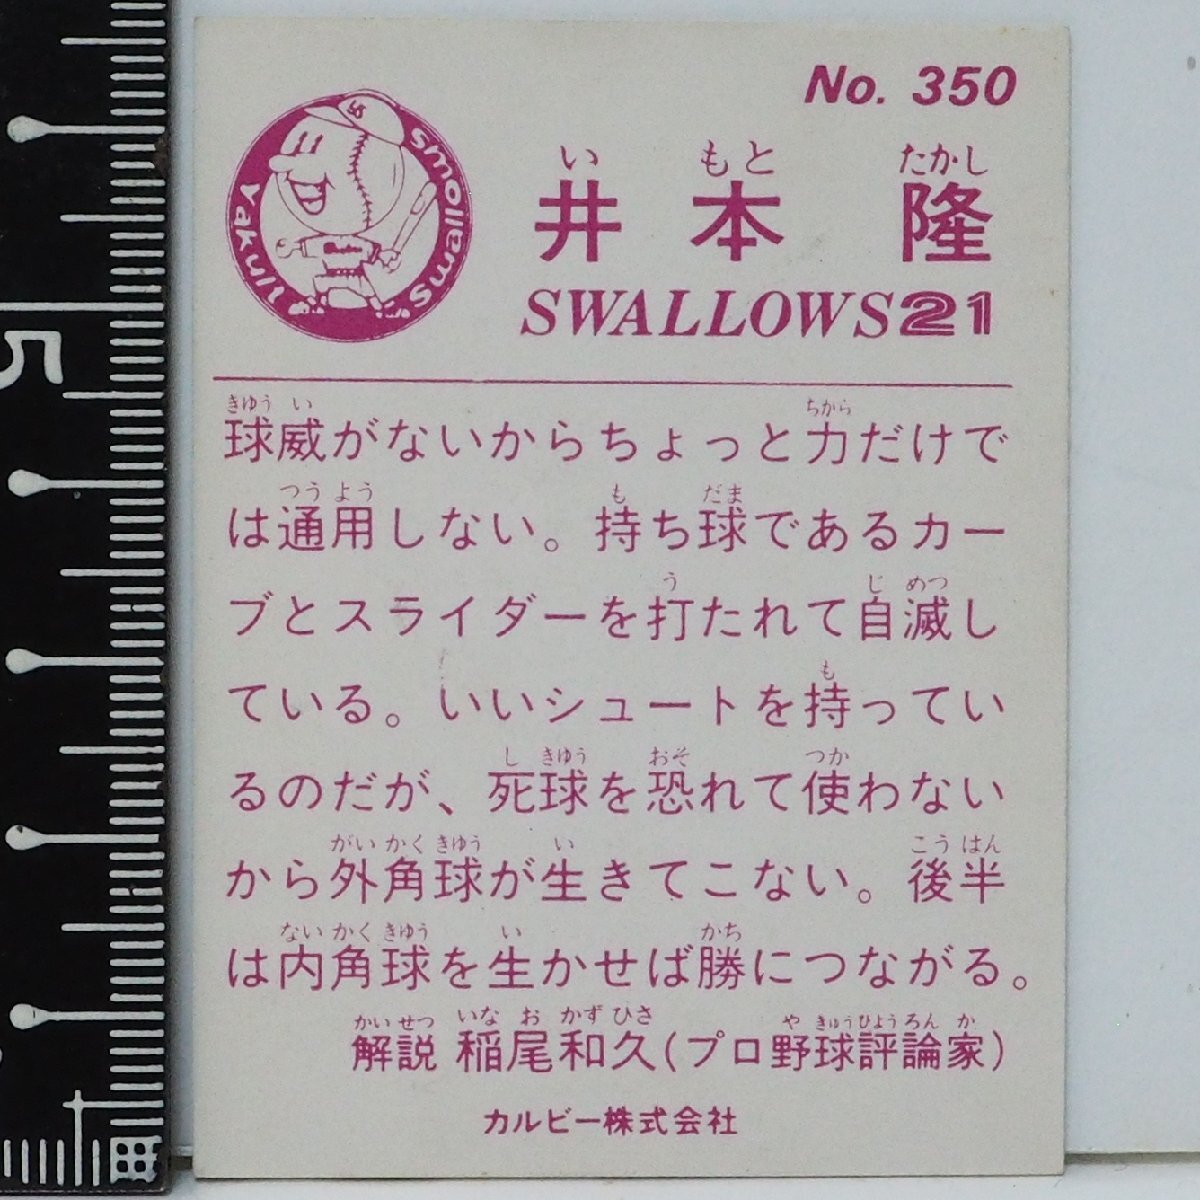 No. 350
Yakult Swallows
い もと たかし
井本 隆
SWALLOWS 21
きゆう い ちから
球威がないからちょっと力だけで
つう よう も だま
は通用しない。持ち球であるカー
う じ めつ
ブとスライダーを打たれて自滅し
も
ている。いいシュートを持ってい
し きゆう おそ つか
るのだが、死球を恐れて使わない
がい かく きゆう い こう はん
から外角球が生きてこない。後半
ない かく きゆう い かち
は内角球を生かせば勝につながる。
かい せつ いな お かず ひさ や きゅう ひょう ろん か
解説 稲尾和久(プロ野球評論家)
カルビー株式会社
5